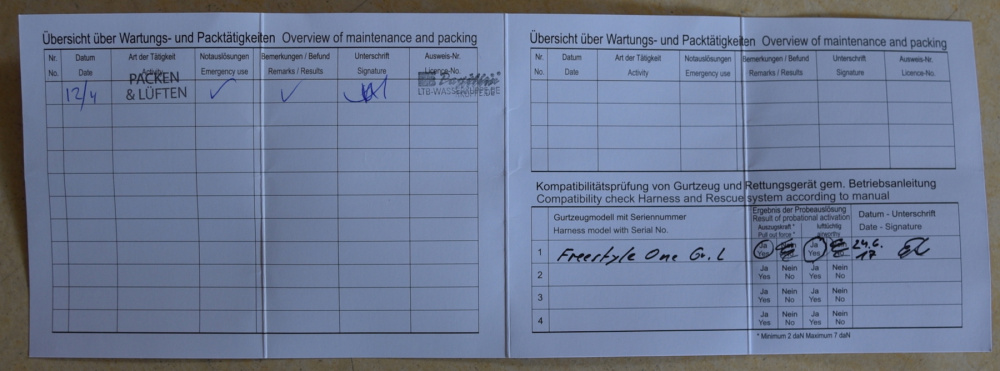 Übersicht über Wartungs- und Packtätigkeiten Overview of maintenance and packing
Nr. Datum Art der Tätigkeit Notauslösungen Bemerkungen / Befund Unterschrift Ausweis-Nr.
No. Date Activity Emergency use Remarks / Results Signature Licence-No.
PACKEN
12/4 & LÜFTEN
Übersicht über Wartungs- und Packtätigkeiten Overview of maintenance and packing
Nr. Datum Art der Tätigkeit Notauslösungen Bemerkungen / Befund Unterschrift Ausweis-Nr.
No. Date Activity Emergency use Remarks / Results Signature Licence-No.
Kompatibilitätsprüfung von Gurtzeug und Rettungsgerät gem. Betriebsanleitung
Compatibility check Harness and Rescue system according to manual
Gurtzeugmodell mit Seriennummer
Harness model with Serial No.
Ergebnis der Probeauslösung
Result of probational activation
Auszugskraft * lufttüchtig
Pull out force * airworthy
Datum - Unterschrift
Date - Signature
1 Freestyle One Gr. L Ja Nein Ja Nein 24.6.
Yes No Yes No 17
2 Ja Nein Ja Nein
Yes No Yes No
3 Ja Nein Ja Nein
Yes No Yes No
4 Ja Nein Ja Nein
Yes No Yes No
* Minimum 2 daN Maximum 7 daN